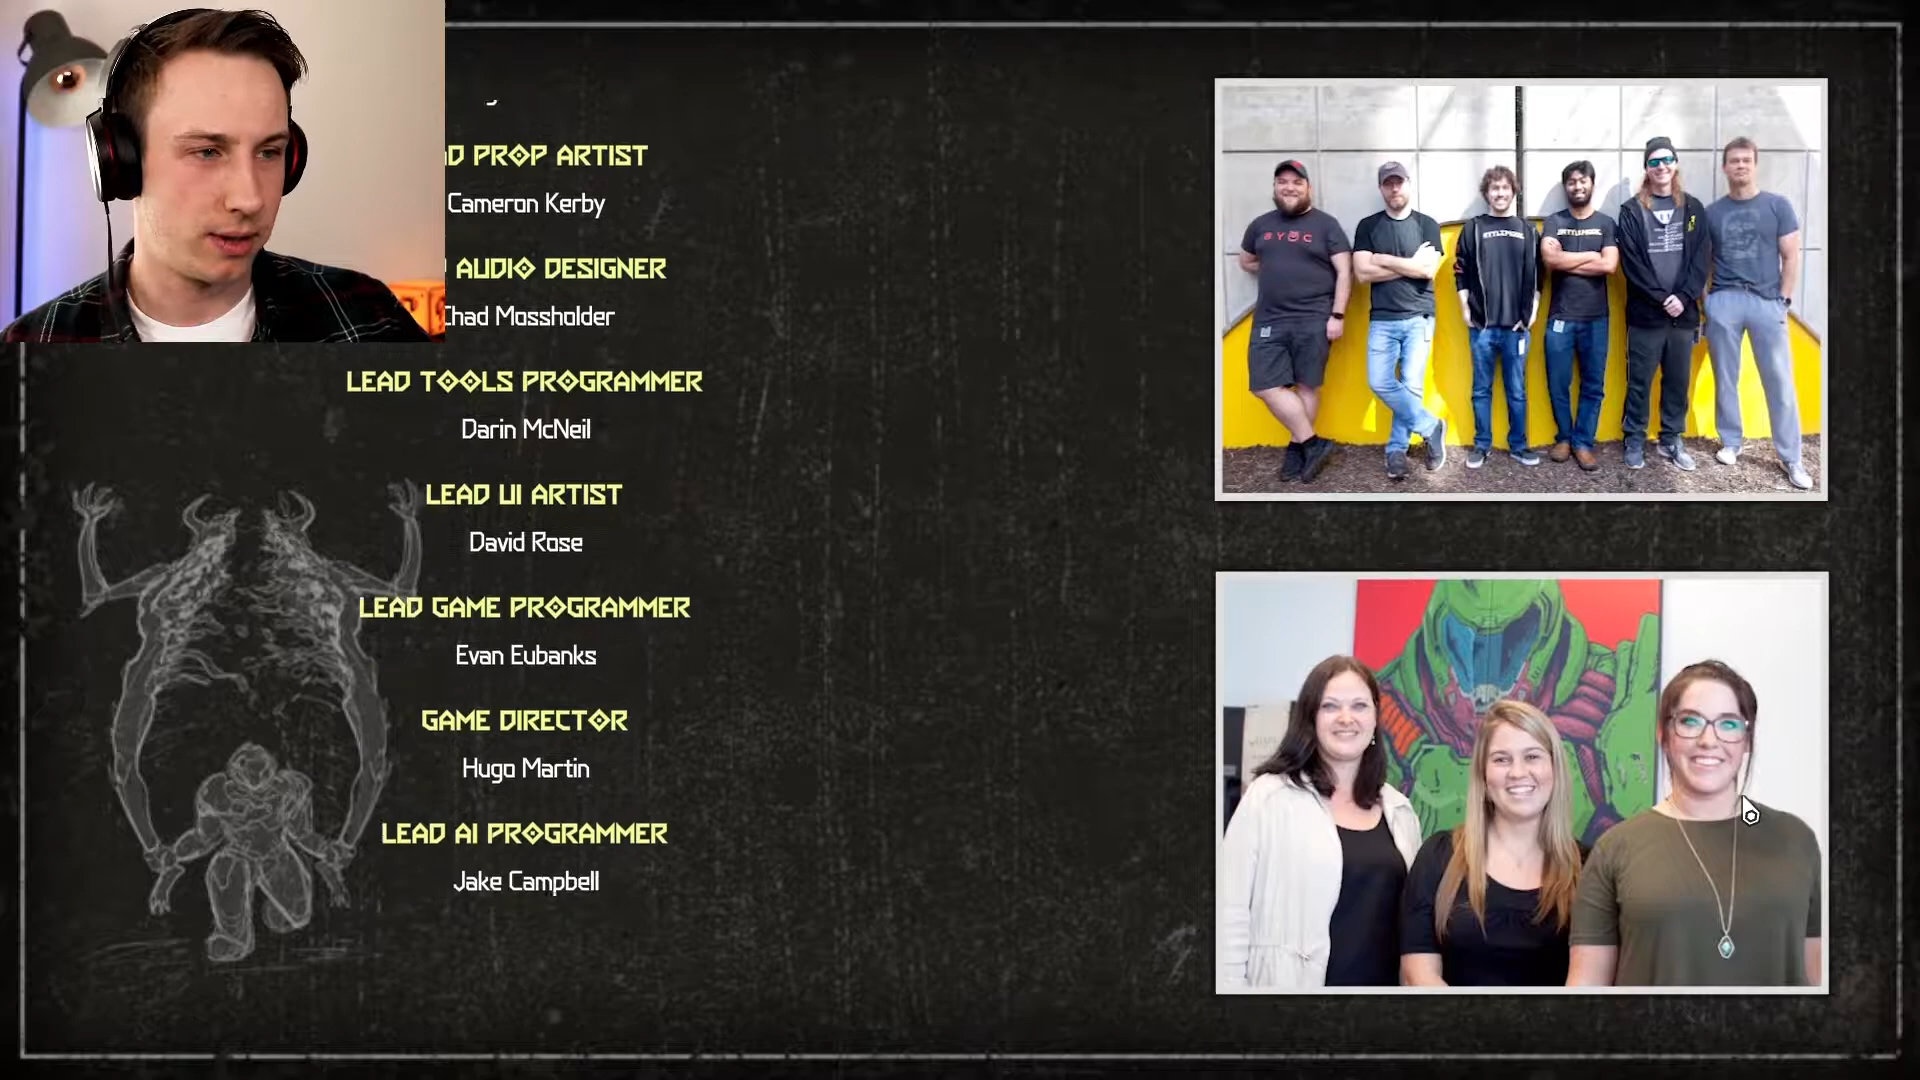 D PROP ARTIST
Cameron Kerby
AUDIO DESIGNER
Chad Mossholder
LEAD TOOLS PROGRAMMER
Darin McNeil
LEAD UI ARTIST
David Rose
LEAD GAME PROGRAMMER
Evan Eubanks
GAME DIRECTOR
Hugo Martin
LEAD AI PROGRAMMER
Jake Campbell